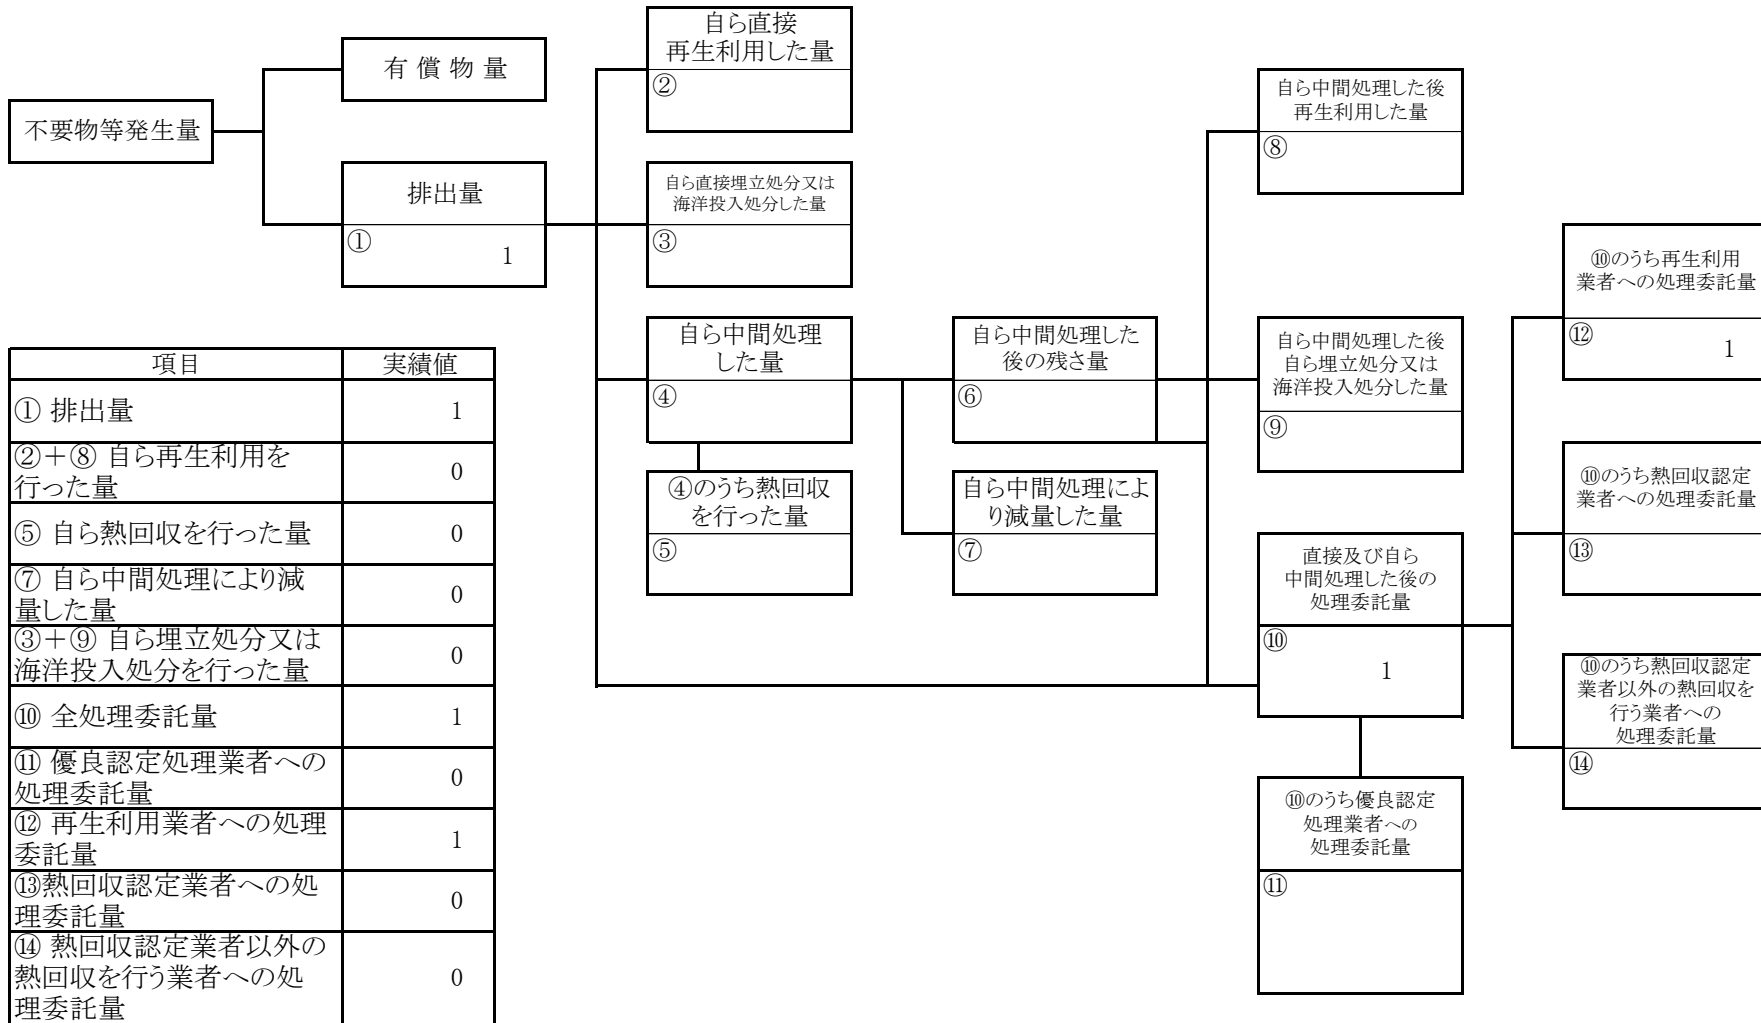 不要物等発生量
有 償 物 量
排出量
①
1
自ら直接
再生利用した量
②
自ら直接埋立処分又は
海洋投入処分した量
③
自ら中間処理
した量
④
④のうち熱回収
を行った量
⑤
自ら中間処理した
後の残さ量
⑥
自ら中間処理によ
り減量した量
⑦
自ら中間処理した後
再生利用した量
⑧
自ら中間処理した後
自ら埋立処分又は
海洋投入処分した量
⑨
直接及び自ら
中間処理した後の
処理委託量
⑩
1
⑩のうち優良認定
処理業者への
処理委託量
⑪
⑩のうち再生利用
業者への処理委託量
⑫
1
⑩のうち熱回収認定
業者への処理委託量
⑬
⑩のうち熱回収認定
業者以外の熱回収を
行う業者への
処理委託量
⑭
項目 実績値
① 排出量 1
②＋⑧ 自ら再生利用を
行った量 0
⑤ 自ら熱回収を行った量 0
⑦ 自ら中間処理により減
量した量 0
③＋⑨ 自ら埋立処分又は
海洋投入処分を行った量 0
⑩ 全処理委託量 1
⑪ 優良認定処理業者への
処理委託量 0
⑫ 再生利用業者への処理
委託量 1
⑬熱回収認定業者への処
理委託量 0
⑭ 熱回収認定業者以外の
熱回収を行う業者への処
理委託量 0